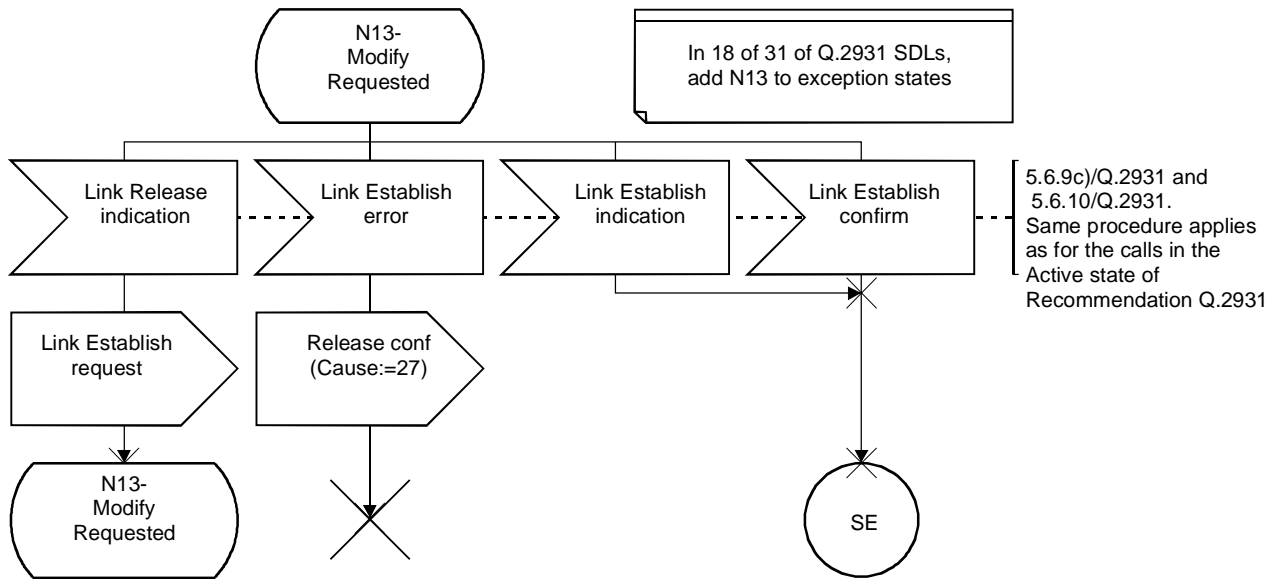 N13-
Modify
Requested
In 18 of 31 of Q.2931 SDLs,
add N13 to exception states
Link Release
indication
Link Establish
error
Link Establish
indication
Link Establish
confirm
5.6.9c)/Q.2931 and
5.6.10/Q.2931.
Same procedure applies
as for the calls in the
Active state of
Recommendation Q.2931
Link Establish
request
Release conf
(Cause:=27)
N13-
Modify
Requested
SE